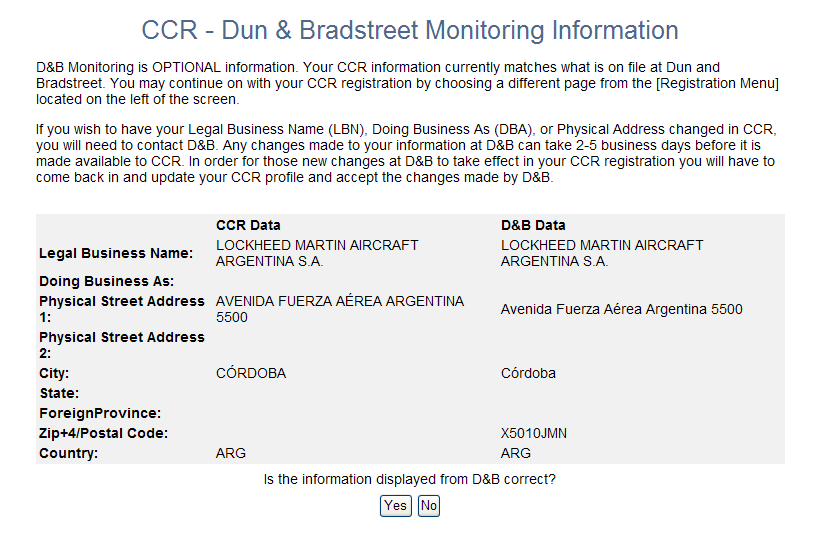 CCR - Dun & Bradstreet Monitoring Information
D&B Monitoring is OPTIONAL information. Your CCR information currently matches what is on file at Dun and
Bradstreet. You may continue on with your CCR registration by choosing a different page from the [Registration Menu]
located on the left of the screen.
If you wish to have your Legal Business Name (LBN), Doing Business As (DBA), or Physical Address changed in CCR,
you will need to contact D&B. Any changes made to your information at D&B can take 2-5 business days before it is
made available to CCR. In order for those new changes at D&B to take effect in your CCR registration you will have to
come back in and update your CCR profile and accept the changes made by D&B.
CCR Data D&B Data
Legal Business Name: LOCKHEED MARTIN AIRCRAFT ARGENTINA S.A. LOCKHEED MARTIN AIRCRAFT ARGENTINA S.A.
Doing Business As:
Physical Street Address 1: AVENIDA FUERZA AÉREA ARGENTINA 5500 Avenida Fuerza Aérea Argentina 5500
Physical Street Address 2:
City: CÓRDOBA Córdoba
State:
ForeignProvince:
Zip+4/Postal Code: X5010JMN
Country: ARG ARG
Is the information displayed from D&B correct?
Yes No